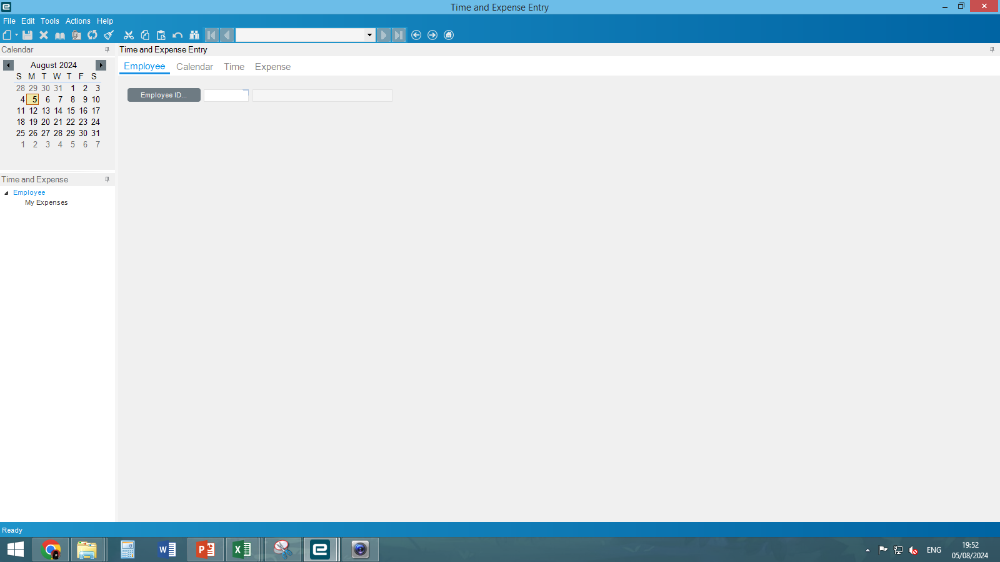 Time and Expense Entry
File Edit Tools Actions Help
Calendar
Time and Expense Entry
August 2024
S M T W T F S
28 29 30 31 1 2 3
4 5 6 7 8 9 10
11 12 13 14 15 16 17
18 19 20 21 22 23 24
25 26 27 28 29 30 31
1 2 3 4 5 6 7
Employee Calendar Time Expense
Employee ID...
Time and Expense
Employee
My Expenses
Ready
ENG
19:52
05/08/2024